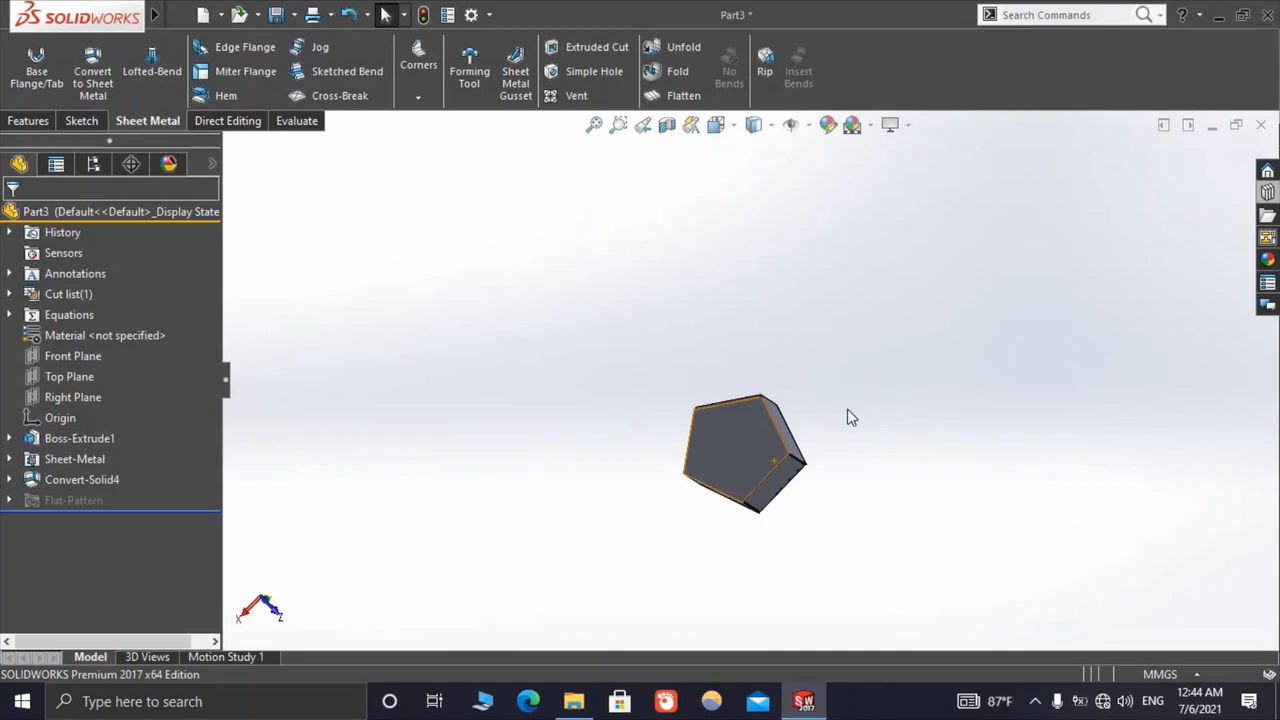 SOLIDWORKS
Part3 *
Search Commands
?
Base Flange/Tab
Convert to Sheet Metal
Lofted-Bend
Edge Flange
Miter Flange
Hem
Jog
Sketched Bend
Cross-Break
Corners
Forming Tool
Sheet Metal Gusset
Extruded Cut
Simple Hole
Vent
Unfold
Fold
Flatten
No Bends
Rip
Insert Bends
Features
Sketch
Sheet Metal
Direct Editing
Evaluate
Part3 (Default<<Default>_Display State
History
Sensors
Annotations
Cut list(1)
Equations
Material <not specified>
Front Plane
Top Plane
Right Plane
Origin
Boss-Extrude1
Sheet-Metal
Convert-Solid4
Flat-Pattern
X
Z
Model
3D Views
Motion Study 1
SOLIDWORKS Premium 2017 x64 Edition
MMGS
Type here to search
SW
2017
87°F
ENG
12:44 AM
7/6/2021